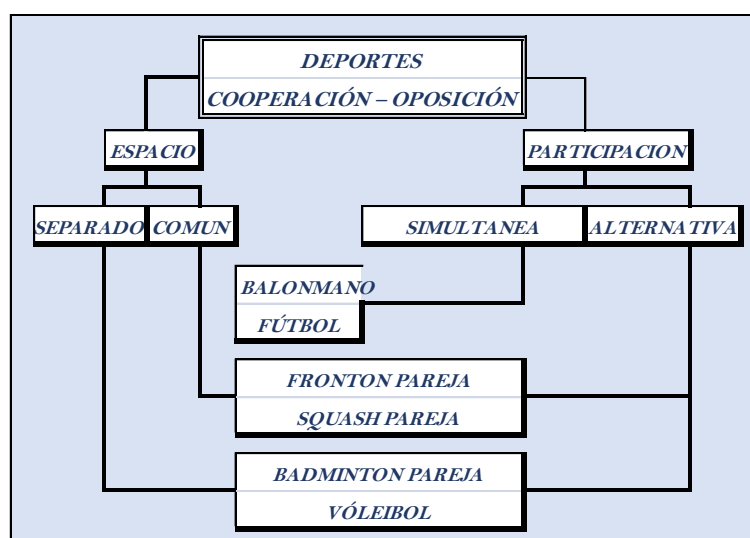 DEPORTES
COOPERACIÓN – OPOSICIÓN
ESPACIO
PARTICIPACION
SEPARADO
COMUN
SIMULTANEA
ALTERNATIVA
BALONMANO
FÚTBOL
FRONTON PAREJA
SQUASH PAREJA
BADMINTON PAREJA
VÓLEIBOL